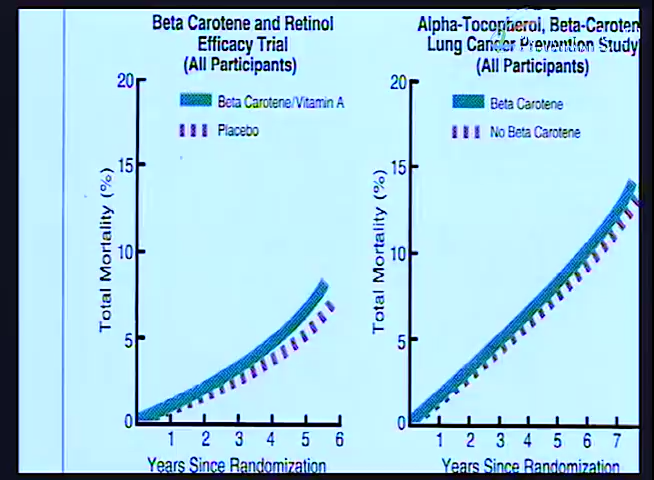 Beta Carotene and Retinol
Efficacy Trial
(All Participants)
20
15
10
5
0
Total Mortality (%)
Beta Carotene/Vitamin A
Placebo
1 2 3 4 5 6
Years Since Randomization
Alpha-Tocopherol, Beta-Caroten
Lung Cancer Prevention Study
(All Participants)
20
15
10
5
0
Total Mortality (%)
Beta Carotene
No Beta Carotene
1 2 3 4 5 6 7
Years Since Randomization